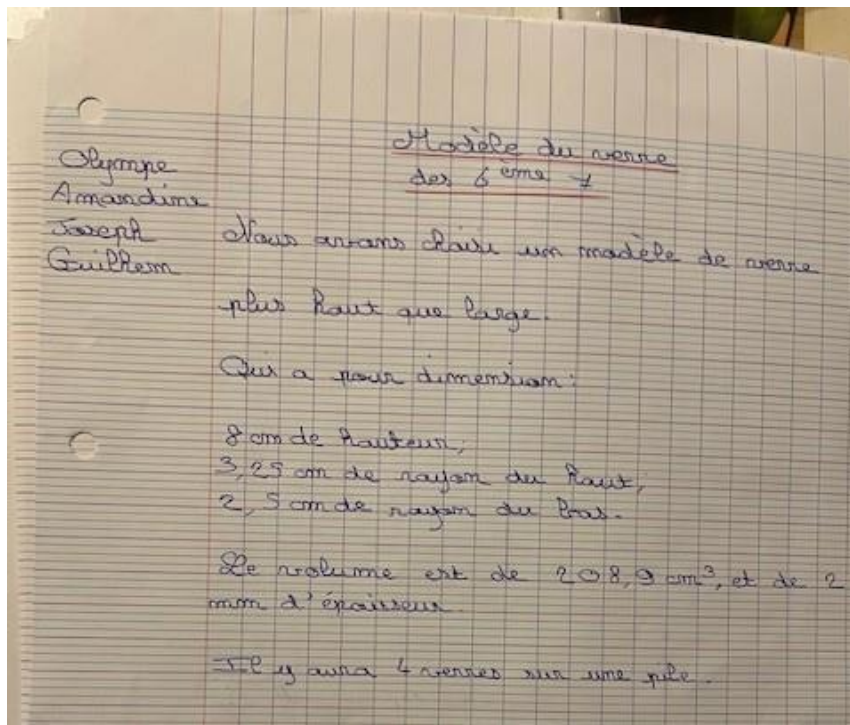 Modèle du verre
des 6ème 7
Olympe
Amandine
Joseph
Guilhem
Nous avons choisi un modèle de verre
plus haut que large.
Qui a pour dimension :
8 cm de hauteur,
3,25 cm de rayon du haut,
2,5 cm de rayon du bas.
Le volume est de 208,9 cm³, et de 2
mm d'épaisseur.
Il y aura 4 verres sur une pile.